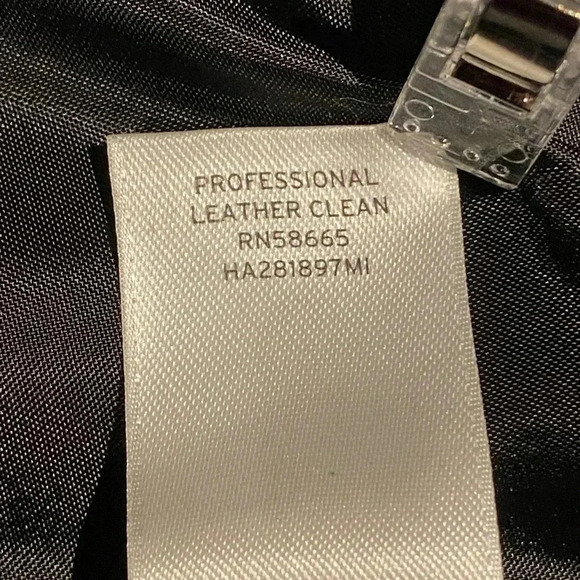 PROFESSIONAL
LEATHER CLEAN
RN58665
HA281897MI